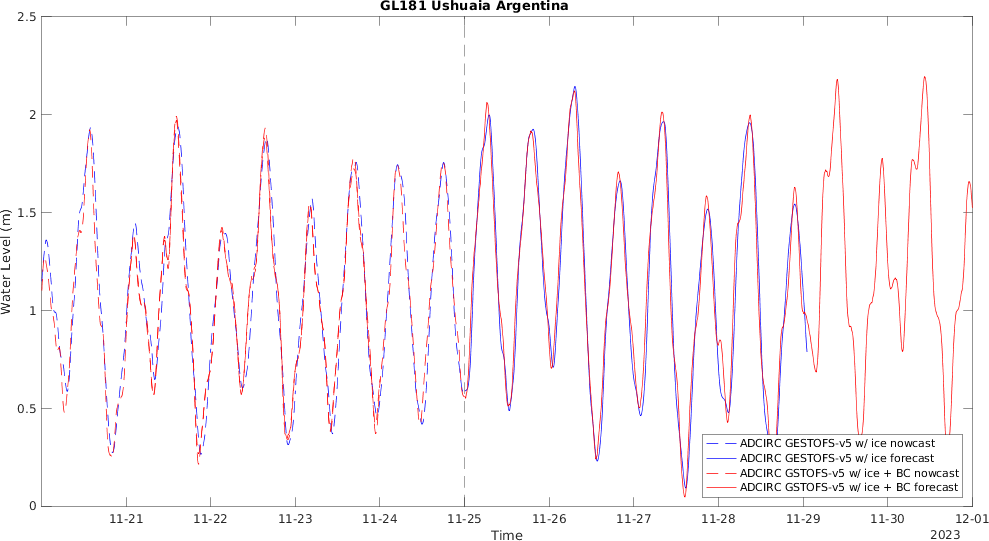 GL181 Ushuaia Argentina
Water Level (m)
2.5
2
1.5
1
0.5
0
11-21
11-22
11-23
11-24
11-25
11-26
11-27
11-28
11-29
11-30
12-01
Time
2023
ADCIRC GESTOFS-v5 w/ ice nowcast
ADCIRC GESTOFS-v5 w/ ice forecast
ADCIRC GSTOFS-v5 w/ ice + BC nowcast
ADCIRC GSTOFS-v5 w/ ice + BC forecast